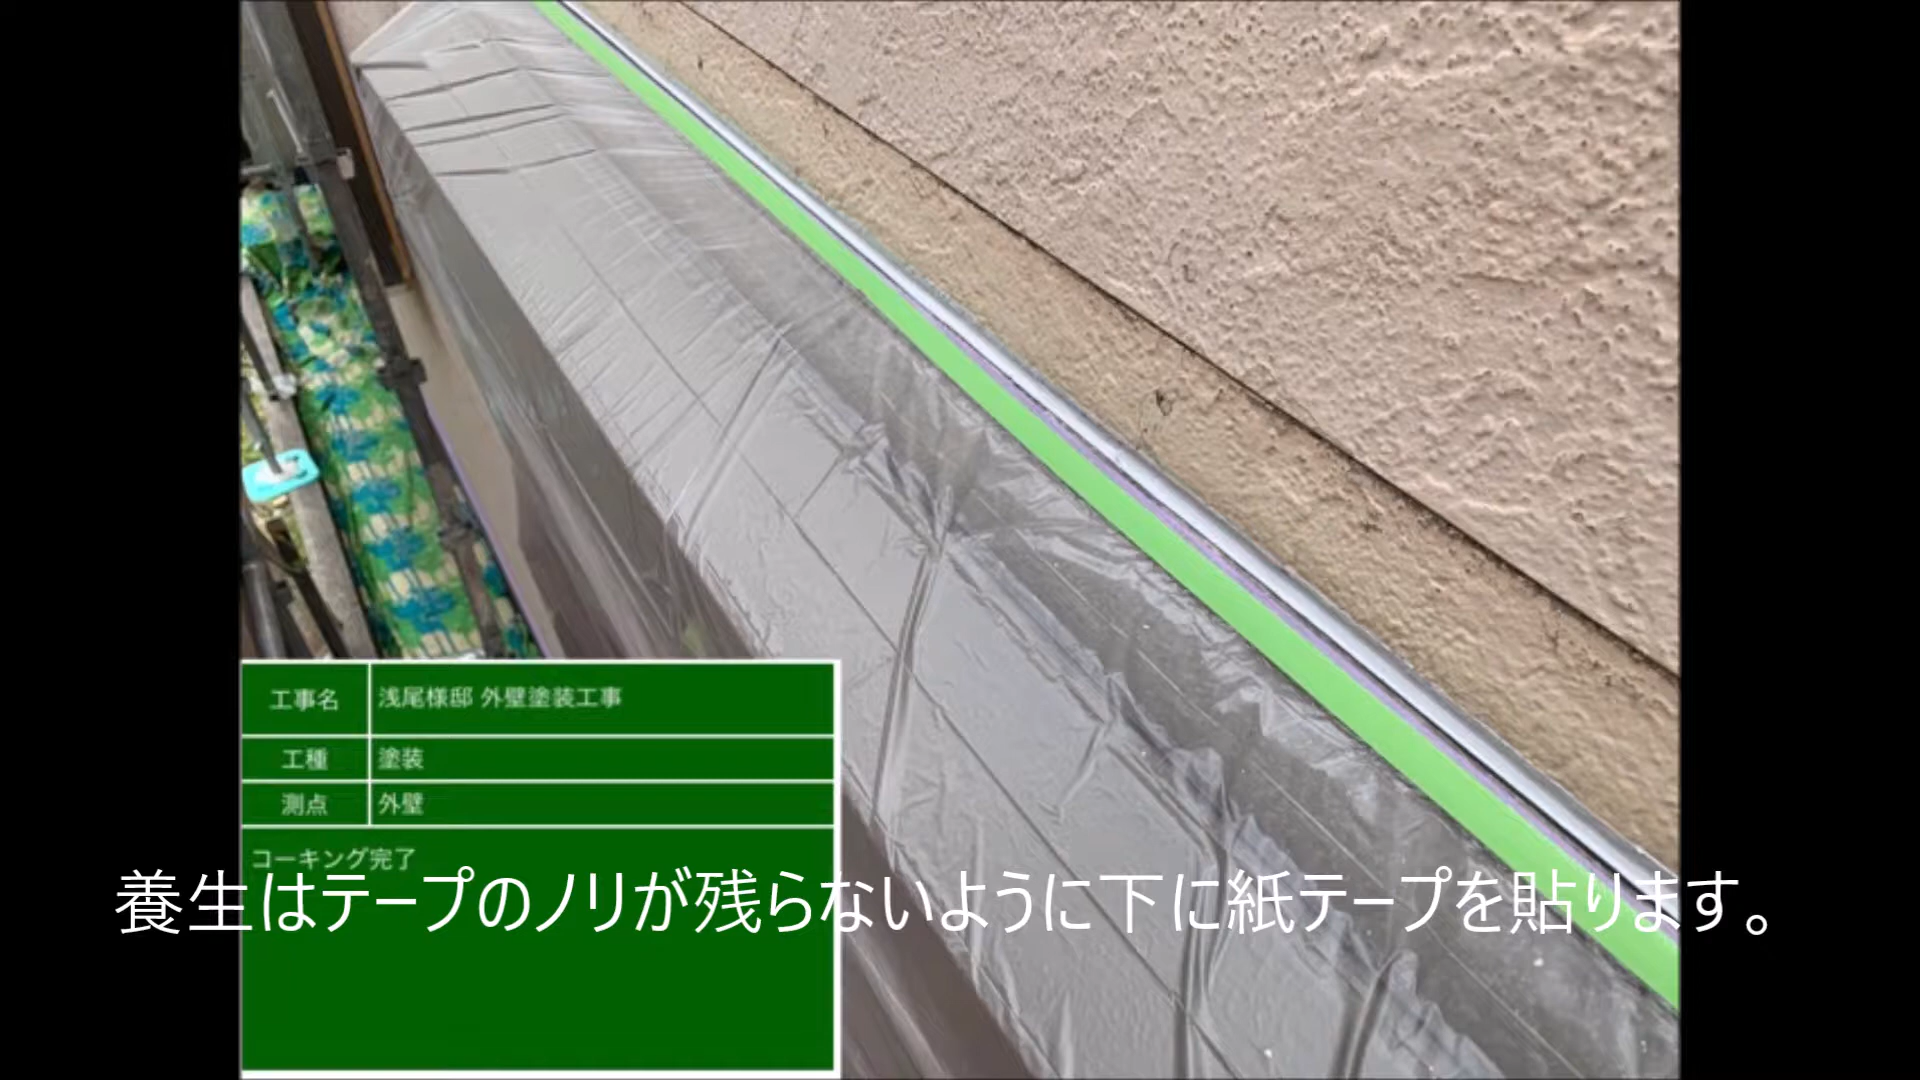 工事名 浅尾様邸 外壁塗装工事
工種 塗装
測点 外壁
コーキング完了
養生はテープのノリが残らないように下に紙テープを貼ります。